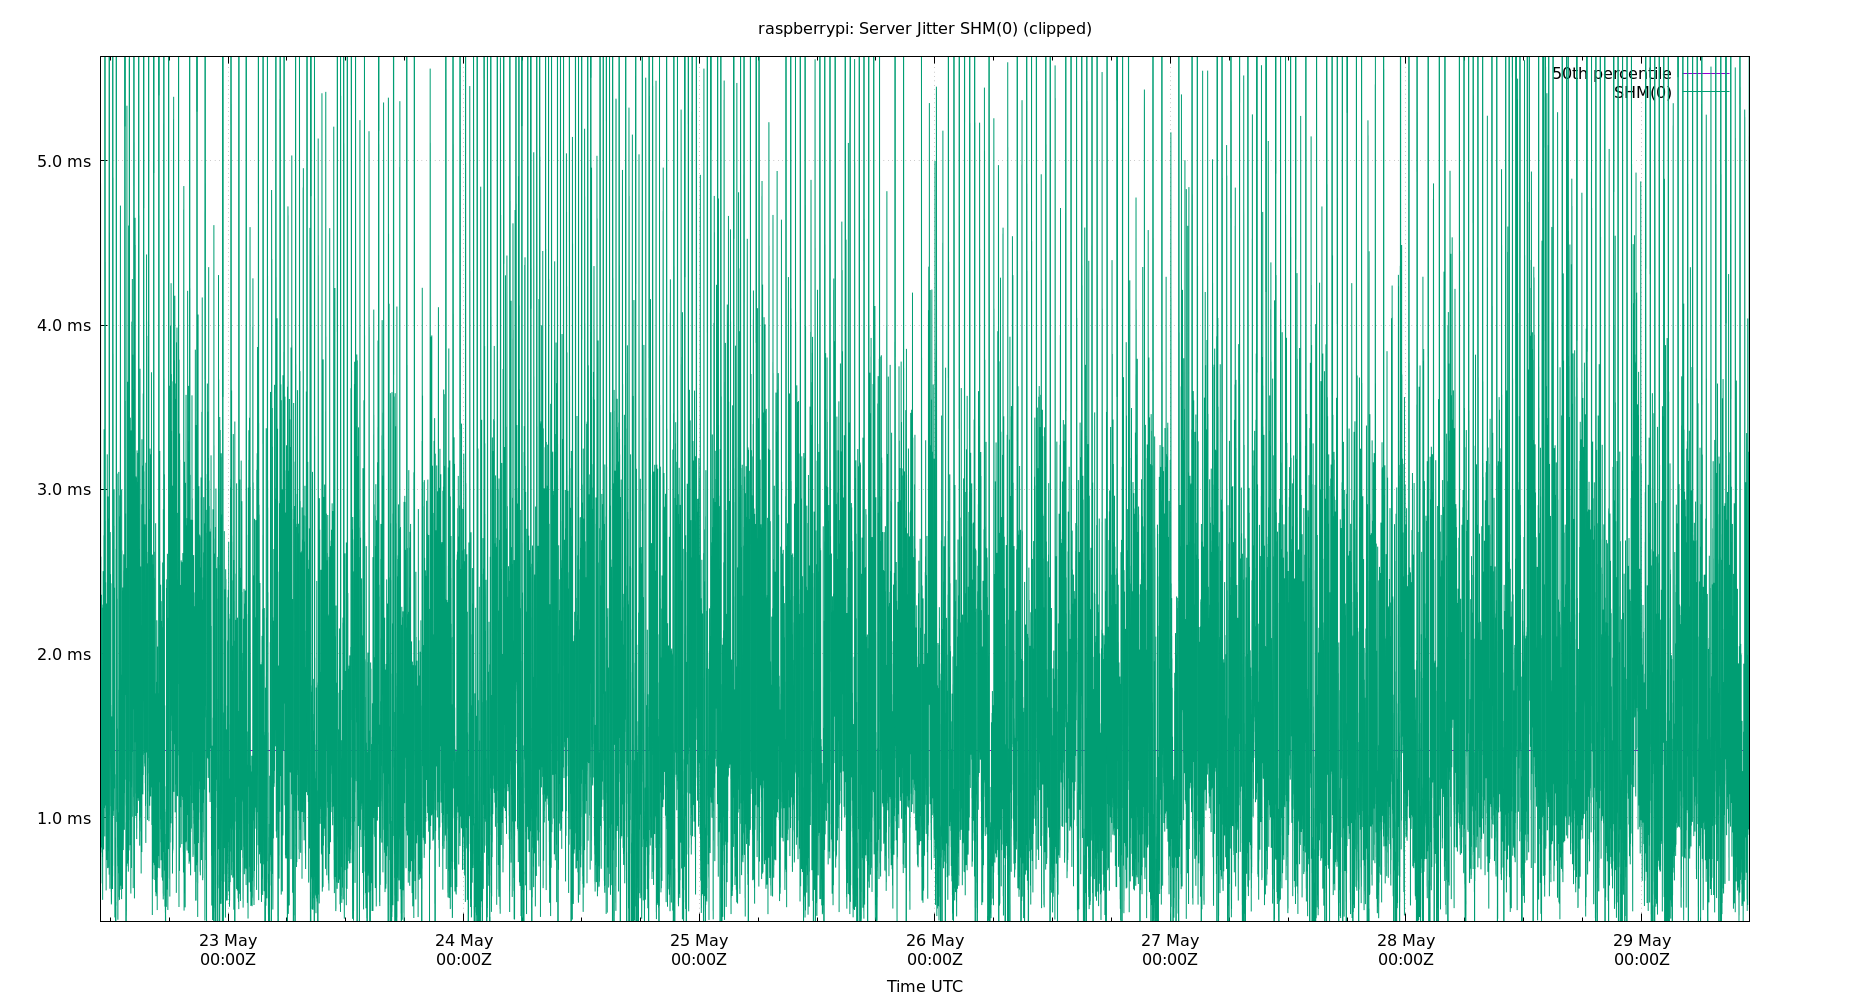 raspberrypi: Server Jitter SHM(0) (clipped)
50th percentile
SHM(0)
5.0 ms
4.0 ms
3.0 ms
2.0 ms
1.0 ms
23 May 24 May 25 May 26 May 27 May 28 May 29 May
00:00Z 00:00Z 00:00Z 00:00Z 00:00Z 00:00Z 00:00Z
Time UTC